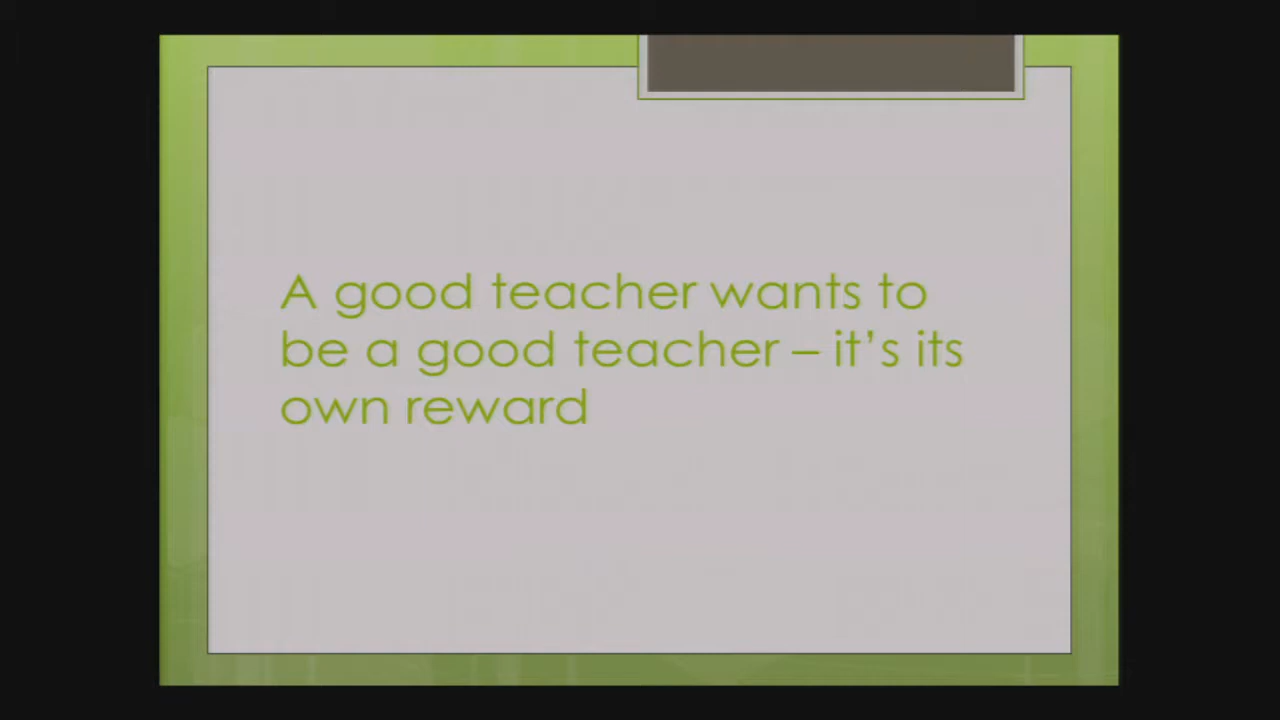 A good teacher wants to
be a good teacher – it’s its
own reward